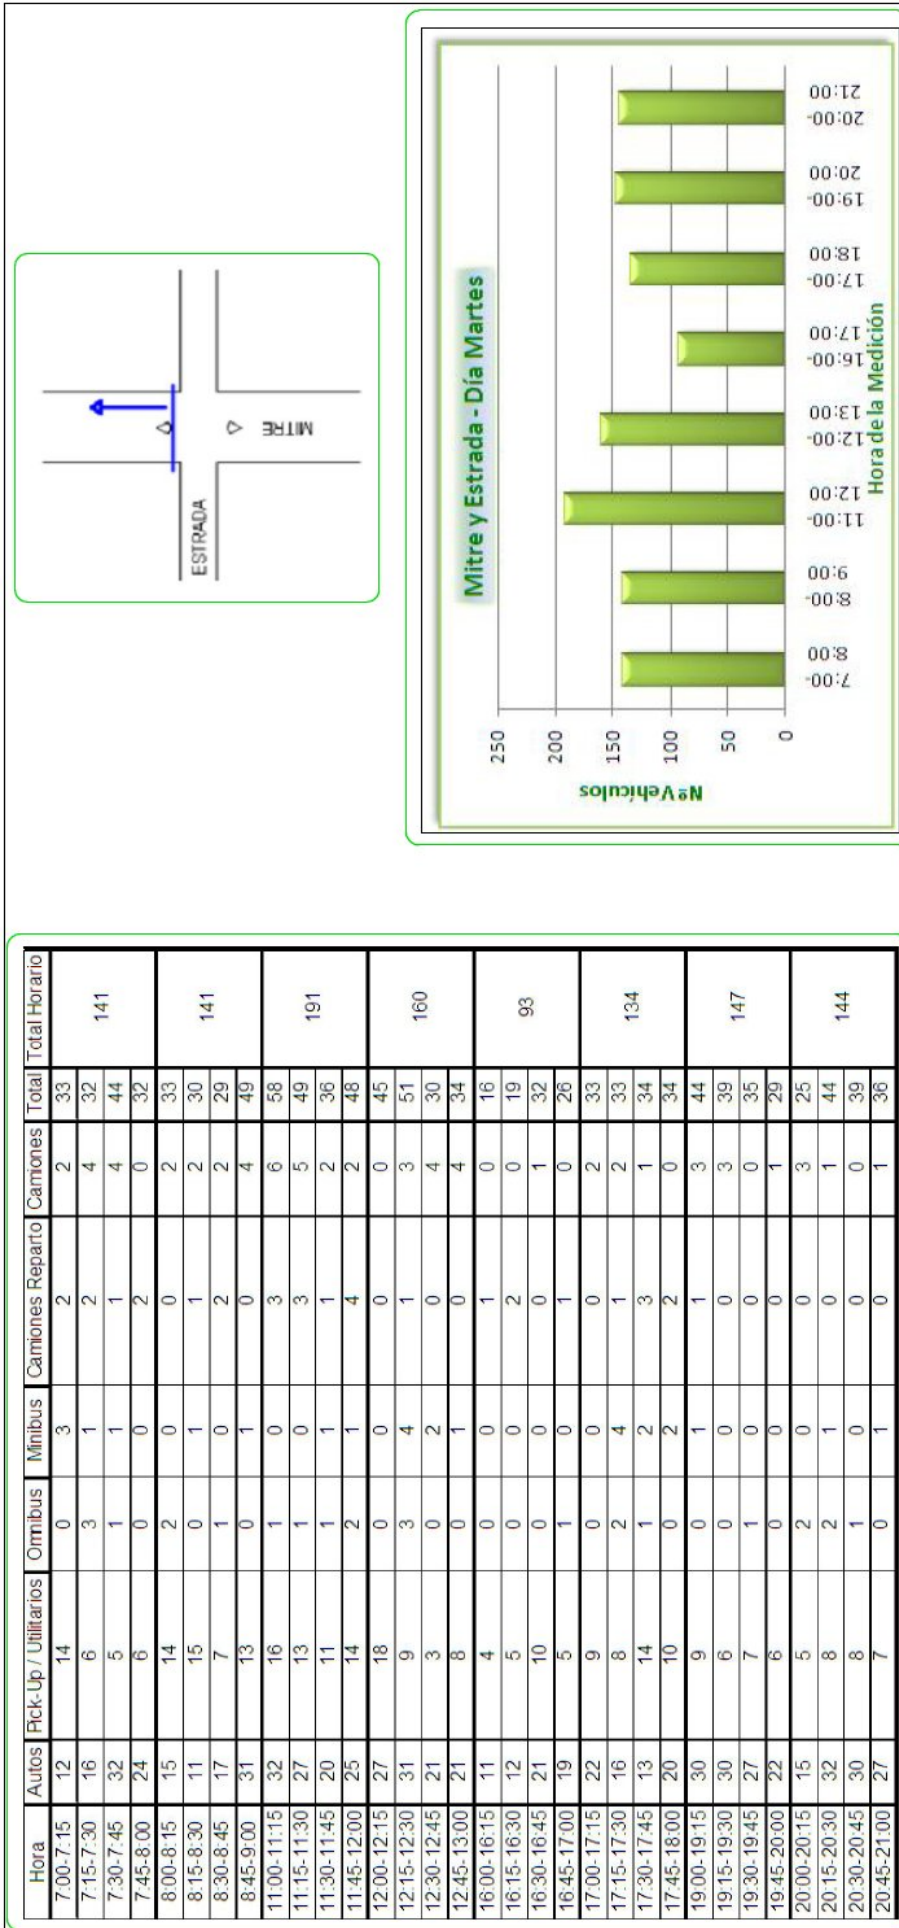 Hora Autos Pick-Up / Utilitarios Omnibus Minibus Camiones Reparto Camiones Total Total Horario
7:00-7:15 12 14 0 3 2 2 33 141
7:15-7:30 16 6 3 1 2 4 32
7:30-7:45 32 5 1 1 1 4 44
7:45-8:00 24 6 0 0 2 0 32
8:00-8:15 15 14 2 0 0 2 33 141
8:15-8:30 11 15 0 1 1 2 30
8:30-8:45 17 7 1 0 2 2 29
8:45-9:00 31 13 0 1 0 4 49
11:00-11:15 32 16 1 0 3 6 58 191
11:15-11:30 27 13 1 0 3 5 49
11:30-11:45 20 11 1 1 1 2 36
11:45-12:00 25 14 2 1 4 2 48
12:00-12:15 27 18 0 0 0 0 45 160
12:15-12:30 31 9 3 4 1 3 51
12:30-12:45 21 3 0 2 0 4 30
12:45-13:00 21 8 0 1 0 4 34
16:00-16:15 11 4 0 0 1 0 16 93
16:15-16:30 12 5 0 0 2 0 19
16:30-16:45 21 10 0 0 0 1 32
16:45-17:00 19 5 1 0 1 0 26
17:00-17:15 22 9 0 0 0 2 33 134
17:15-17:30 16 8 2 4 1 2 33
17:30-17:45 13 14 1 2 3 1 34
17:45-18:00 20 10 0 2 2 0 34
19:00-19:15 30 9 0 1 1 3 44 147
19:15-19:30 30 6 0 0 0 3 39
19:30-19:45 27 7 1 0 0 0 35
19:45-20:00 22 6 0 0 0 1 29
20:00-20:15 15 5 2 0 0 3 25 144
20:15-20:30 32 8 2 1 0 1 44
20:30-20:45 30 8 1 0 0 0 39
20:45-21:00 27 7 0 1 0 1 36
ESTRADA
MITRE
Mitre y Estrada - Día Martes
Nº Vehículos
250
200
150
100
50
0
7:00- 8:00- 11:00- 12:00- 16:00- 17:00- 19:00- 20:00-
8:00 9:00 12:00 13:00 17:00 18:00 20:00 21:00
Hora de la Medición